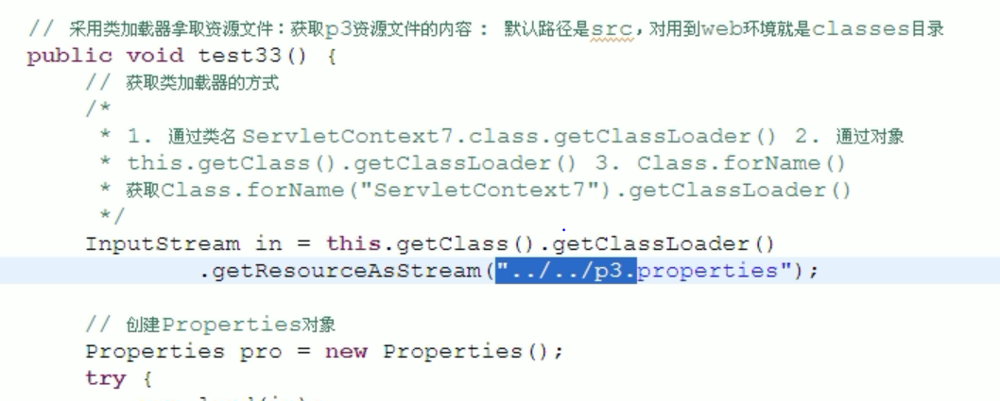 // 采用类加载器拿取资源文件：获取p3资源文件的内容 : 默认路径是src，对用到web环境就是classes目录
public void test33() {
// 获取类加载器的方式
/*
* 1. 通过类名 ServletContext7.class.getClassLoader() 2. 通过对象
* this.getClass().getClassLoader() 3. Class.forName()
* 获取Class.forName("ServletContext7").getClassLoader()
*/
InputStream in = this.getClass().getClassLoader()
.getResourceAsStream("../../p3.properties");
// 创建Properties对象
Properties pro = new Properties();
try {